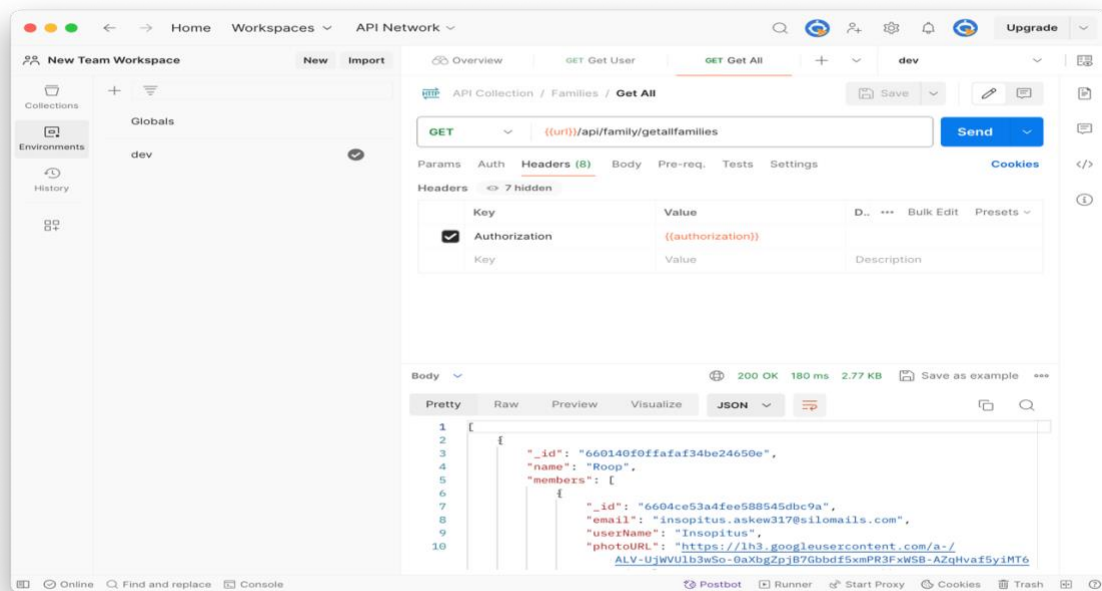 Home Workspaces API Network Upgrade
New Team Workspace New Import Overview GET Get User GET Get All dev
Collections
Environments
History
Globals
dev
HTTP API Collection / Families / Get All Save
GET {{url}}/api/family/getallfamilies Send
Params Auth Headers (8) Body Pre-req. Tests Settings Cookies
Headers 7 hidden
Key Value D.. Bulk Edit Presets
Authorization {{authorization}}
Key Value Description
Body 200 OK 180 ms 2.77 KB Save as example
Pretty Raw Preview Visualize JSON
1 [
2 {
3 "_id": "660140f0ffafaf34be24650e",
4 "name": "Roop",
5 "members": [
6 {
7 "_id": "6604ce53a4fee588545dbc9a",
8 "email": "insopitus.askew317@silomails.com",
9 "userName": "Insopitus",
10 "photoURL": "https://lh3.googleusercontent.com/a-/
ALV-UjWVUlb3wSo-0aXbgZpjB7Gbbdf5xmPR3FxWSB-AZqHvaf5yiMT6
Online Find and replace Console Postbot Runner Start Proxy Cookies Trash